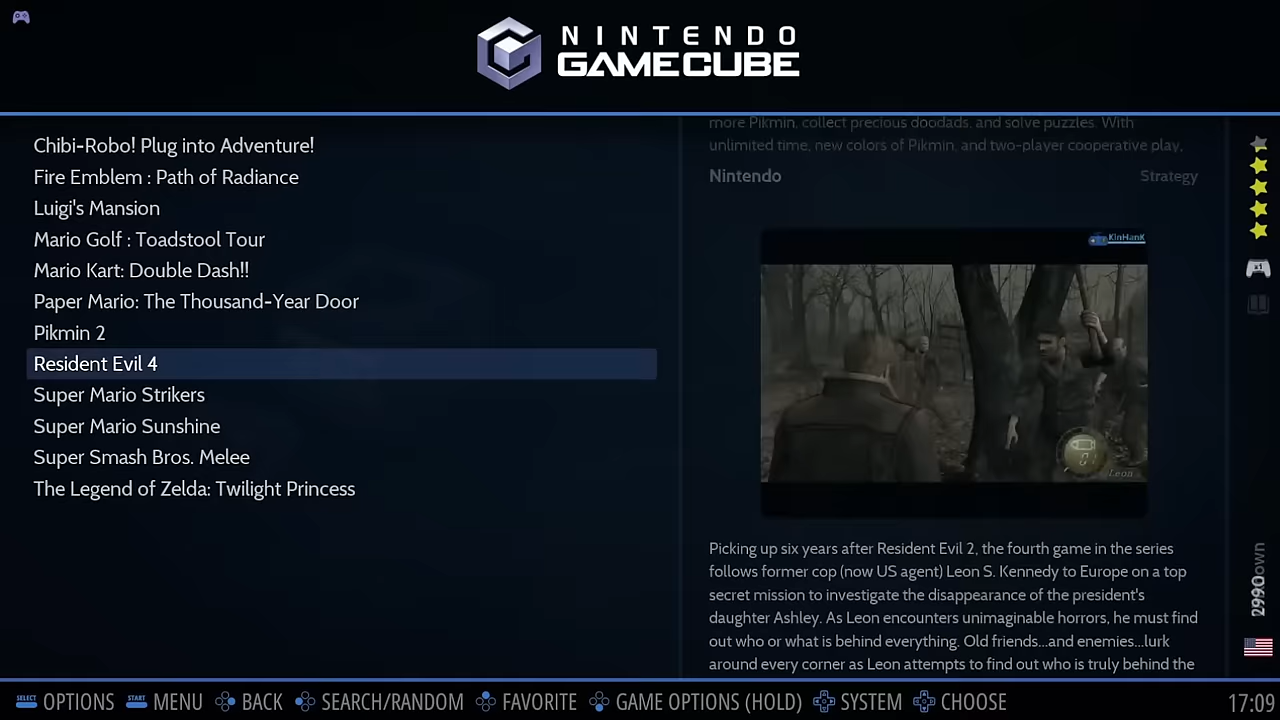 NINTENDO
GAMECUBE
Chibi-Robo! Plug into Adventure!
Fire Emblem : Path of Radiance
Luigi's Mansion
Mario Golf : Toadstool Tour
Mario Kart: Double Dash!!
Paper Mario: The Thousand-Year Door
Pikmin 2
Resident Evil 4
Super Mario Strikers
Super Mario Sunshine
Super Smash Bros. Melee
The Legend of Zelda: Twilight Princess
more Pikmin, collect precious doodads, and solve puzzles. With
unlimited time, new colors of Pikmin, and two-player cooperative play,
Nintendo
Strategy
KinHanK
01
Leon
Picking up six years after Resident Evil 2, the fourth game in the series
follows former cop (now US agent) Leon S. Kennedy to Europe on a top
secret mission to investigate the disappearance of the president's
daughter Ashley. As Leon encounters unimaginable horrors, he must find
out who or what is behind everything. Old friends...and enemies...lurk
around every corner as Leon attempts to find out who is truly behind the
x1
SELECT OPTIONS START MENU BACK SEARCH/RANDOM FAVORITE GAME OPTIONS (HOLD) SYSTEM CHOOSE 17:09